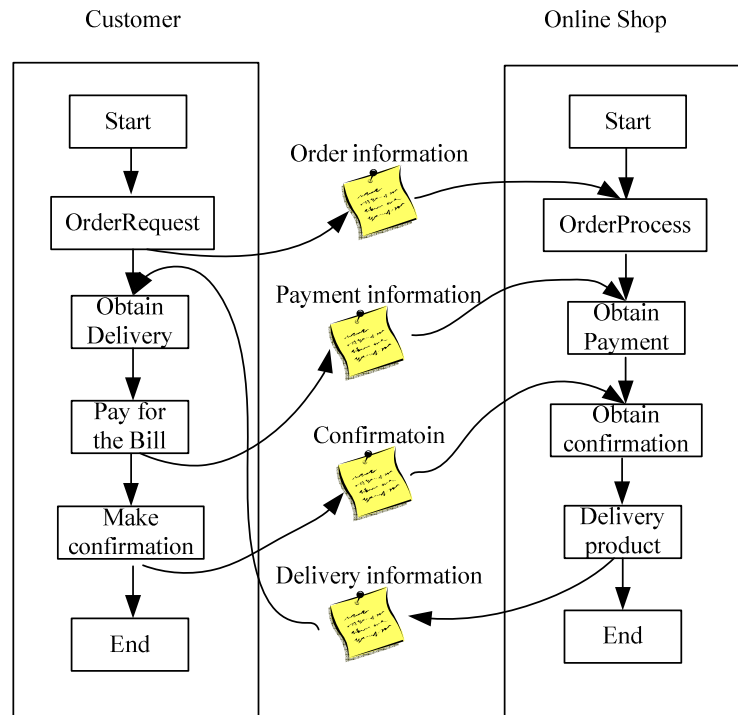 Customer
Online Shop
Start
OrderRequest
Obtain
Delivery
Pay for
the Bill
Make
confirmation
End
Order information
Payment information
Confirmatoin
Delivery information
Start
OrderProcess
Obtain
Payment
Obtain
confirmation
Delivery
product
End